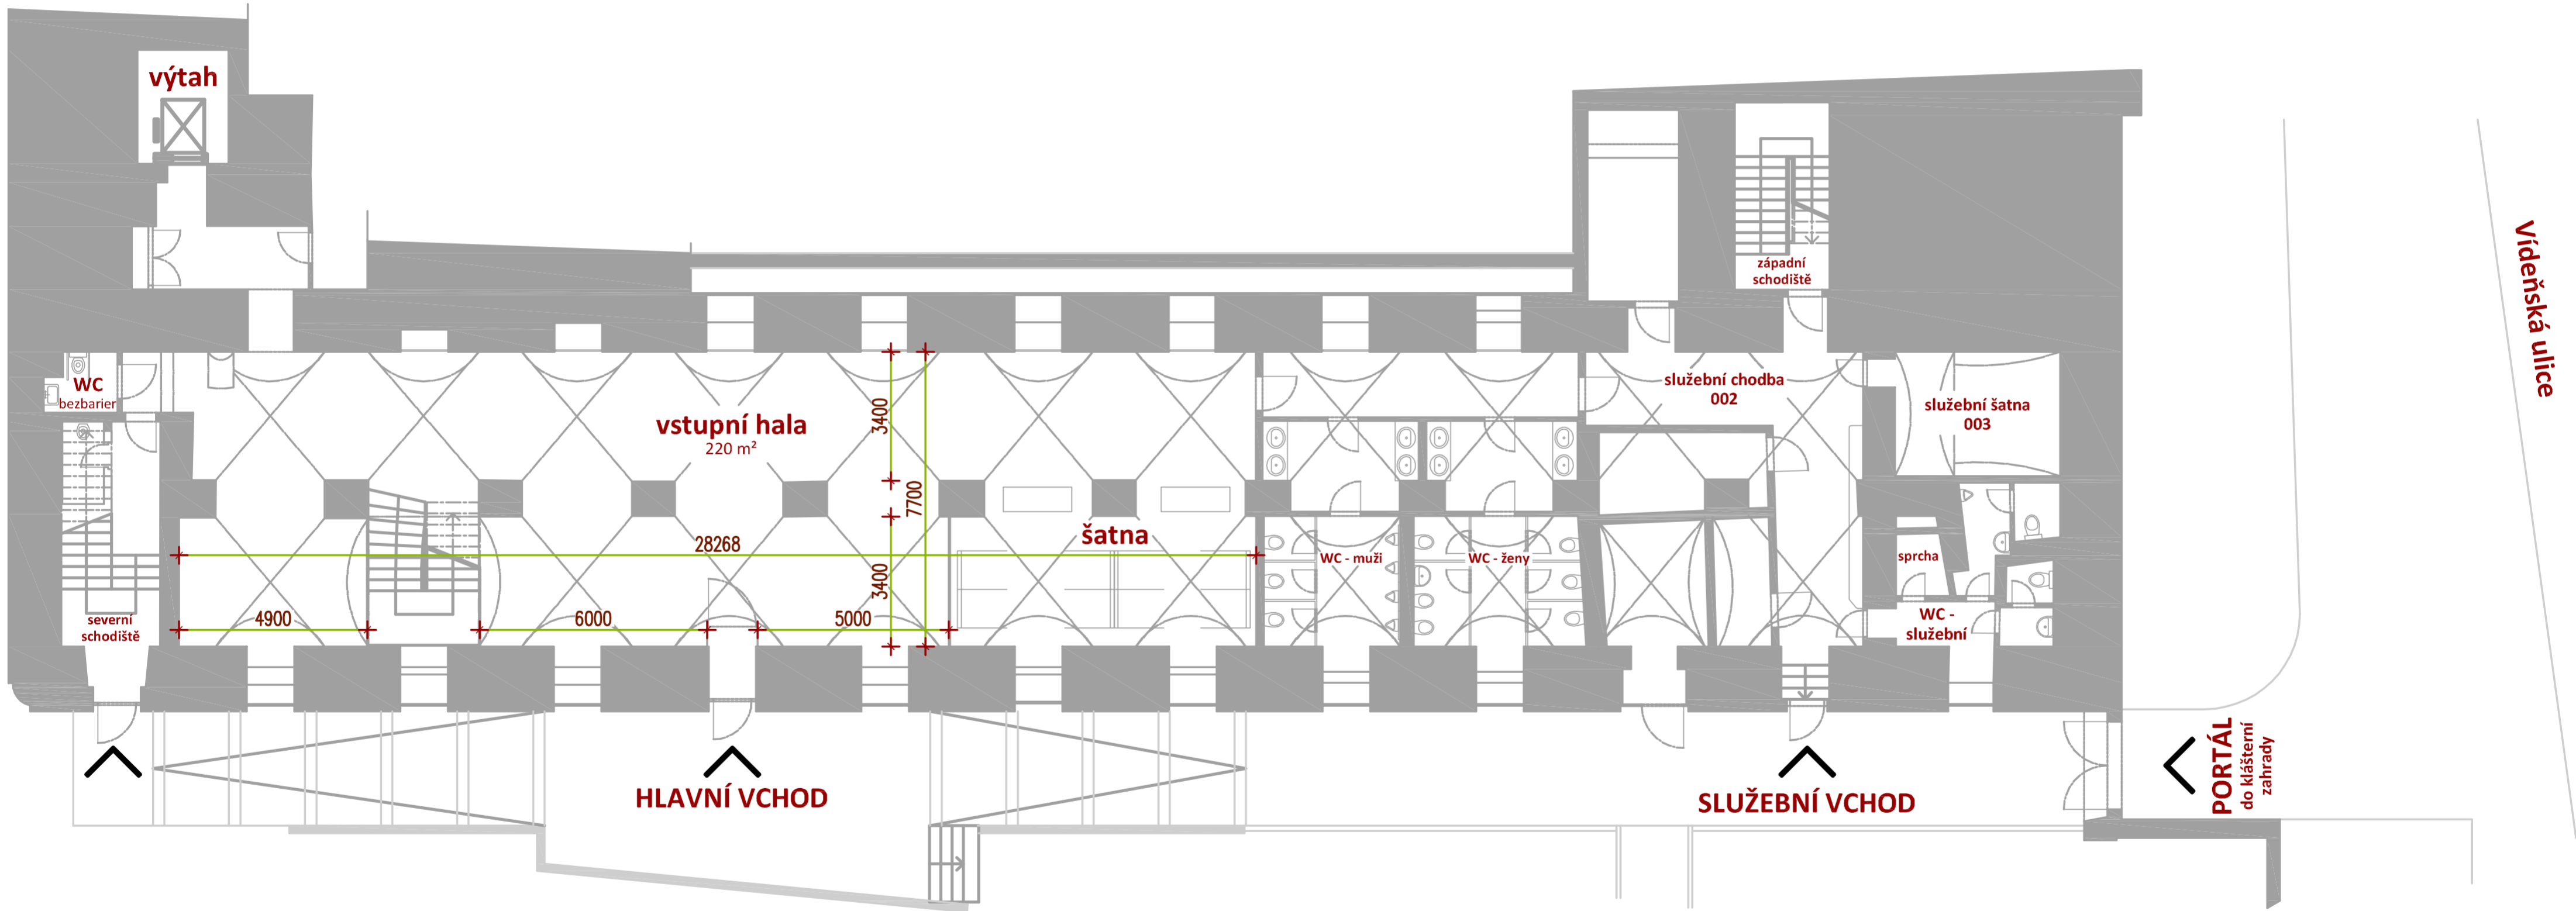 výtah
Vídeňská ulice
západní
schodiště
WC
bezbarier
vstupní hala
220 m²
3400
služební chodba
002
služební šatna
003
7700
šatna
28268
3400
WC - muži
WC - ženy
sprcha
severní
schodiště
4900
6000
5000
WC -
služební
HLAVNÍ VCHOD
SLUŽEBNÍ VCHOD
PORTÁL
do klášterní
zahrady